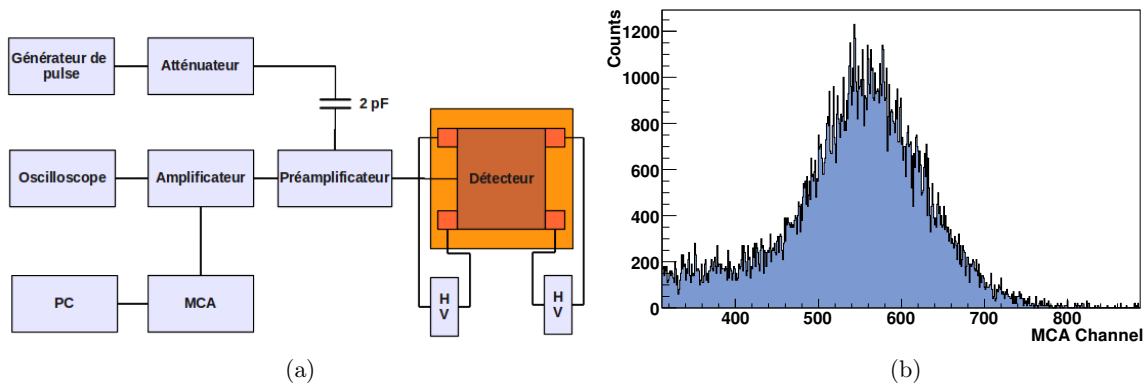 Générateur de
pulse
Atténuateur
2 pF
Oscilloscope
Amplificateur
Préamplificateur
Détecteur
PC
MCA
H
V
H
V
(a)
Counts
1200
1000
800
600
400
200
0
400
500
600
700
800
MCA Channel
(b)